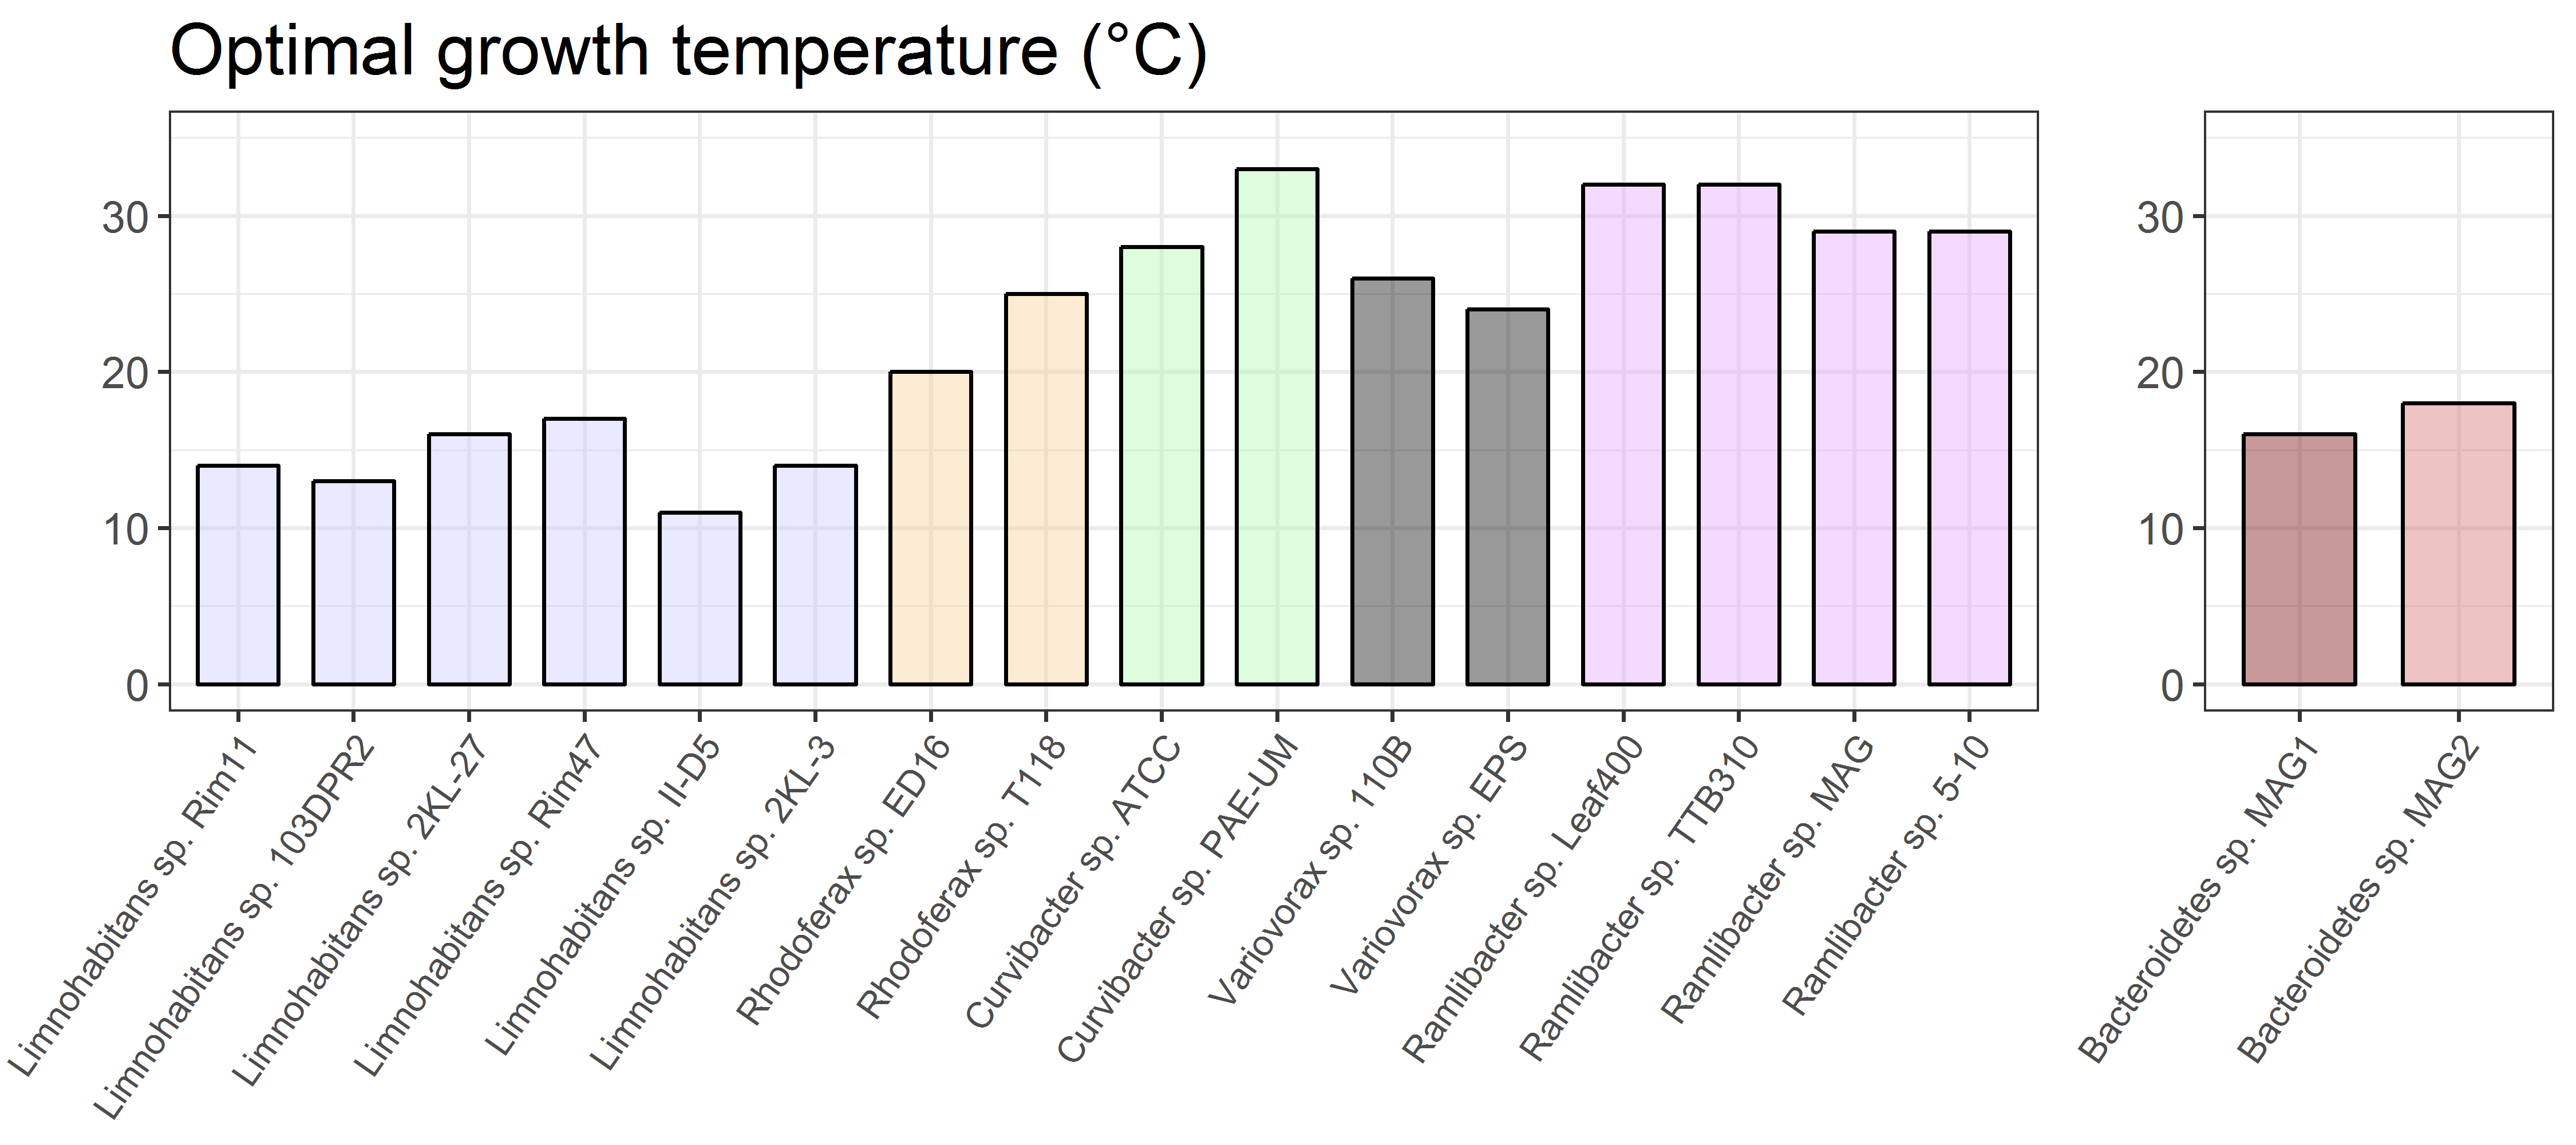 Optimal growth temperature (°C)
30
20
10
0
Limnohabitans sp. Rim11
Limnohabitans sp. 103DPR2
Limnohabitans sp. 2KL-27
Limnohabitans sp. Rim47
Limnohabitans sp. II-D5
Limnohabitans sp. 2KL-3
Rhodoferax sp. ED16
Rhodoferax sp. T118
Curvibacter sp. ATCC
Curvibacter sp. PAE-UM
Variovorax sp. 110B
Variovorax sp. EPS
Ramlibacter sp. Leaf400
Ramlibacter sp. TTB310
Ramlibacter sp. MAG
Ramlibacter sp. 5-10
30
20
10
0
Bacteroidetes sp. MAG1
Bacteroidetes sp. MAG2